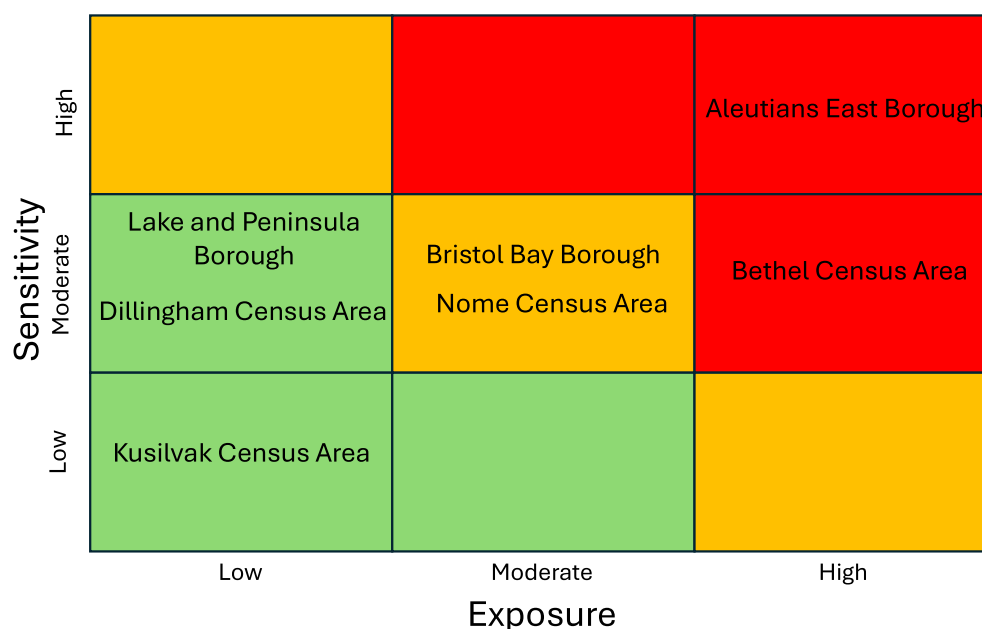 Sensitivity
High
Aleutians East Borough
Moderate
Lake and Peninsula
Borough
Dillingham Census Area
Bristol Bay Borough
Nome Census Area
Bethel Census Area
Low
Kusilvak Census Area
Low
Moderate
High
Exposure